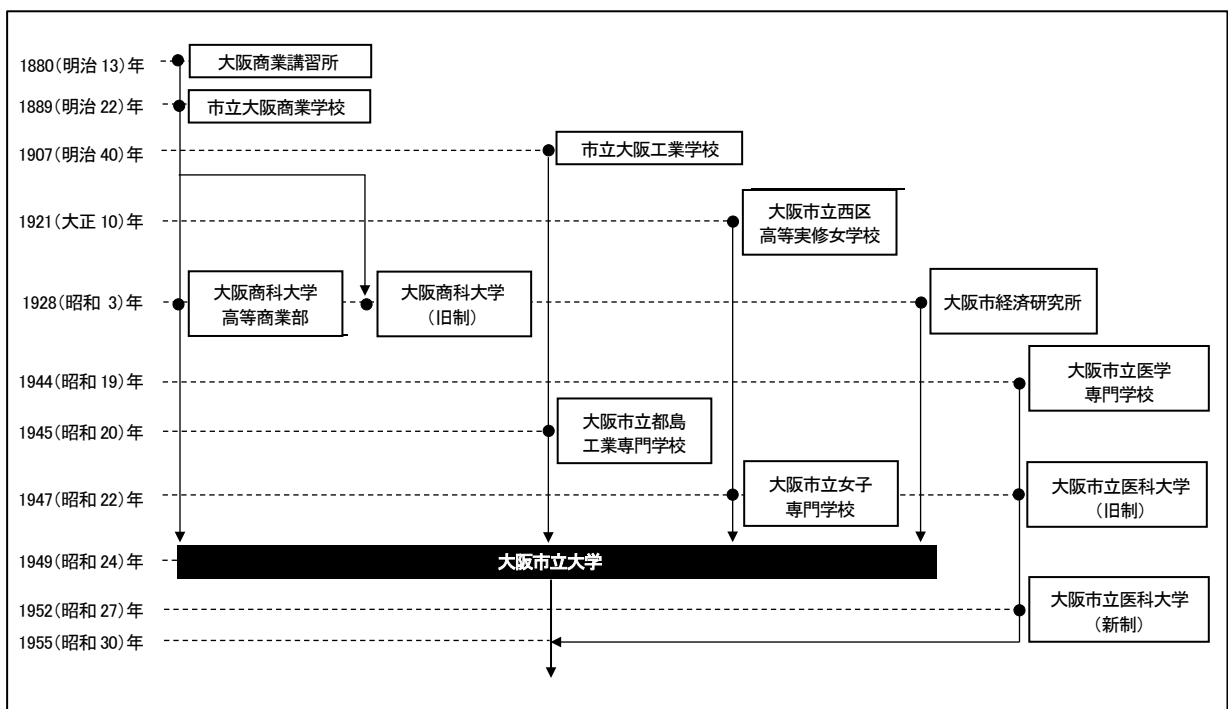 1880(明治 13)年
大阪商業講習所
1889(明治 22)年
市立大阪商業学校
1907(明治 40)年
市立大阪工業学校
1921(大正 10)年
大阪市立西区
高等実修女学校
1928(昭和 3)年
大阪商科大学
高等商業部
大阪商科大学
(旧制)
大阪市経済研究所
1944(昭和 19)年
大阪市立医学
専門学校
1945(昭和 20)年
大阪市立都島
工業専門学校
1947(昭和 22)年
大阪市立女子
専門学校
大阪市立医科大学
(旧制)
1949(昭和 24)年
大阪市立大学
1952(昭和 27)年
大阪市立医科大学
(新制)
1955(昭和 30)年